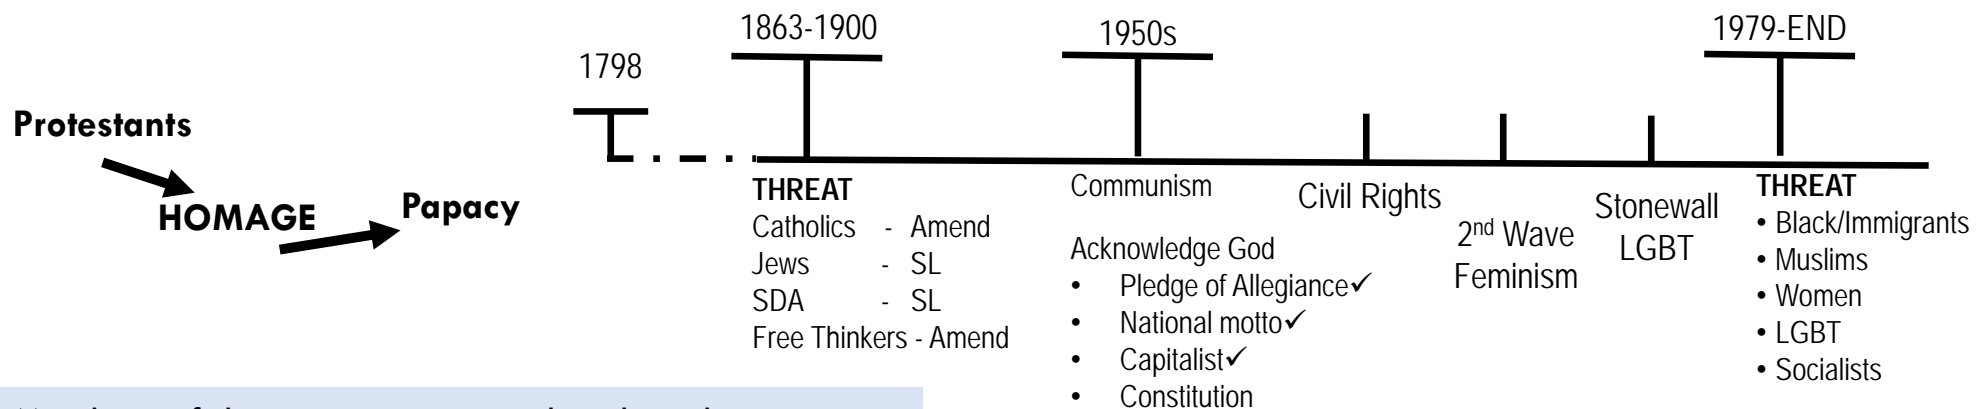 1863-1900
1950s
1979-END
1798
Protestants
HOMAGE
Papacy
THREAT
Catholics - Amend
Jews - SL
SDA - SL
Free Thinkers - Amend
Communism
Acknowledge God
• Pledge of Allegiance✓
• National motto✓
• Capitalist✓
• Constitution
Civil Rights
2nd Wave
Feminism
Stonewall
LGBT
THREAT
• Black/Immigrants
• Muslims
• Women
• LGBT
• Socialists